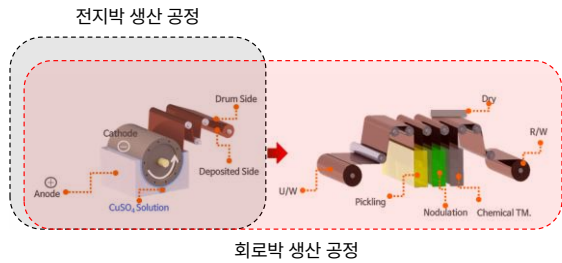 전지박 생산 공정
Drum Side
Cathode
⊖
Deposited Side
⊕
Anode
CuSO₄ Solution
Dry
R/W
U/W
Pickling
Nodulation
Chemical TM.
회로박 생산 공정